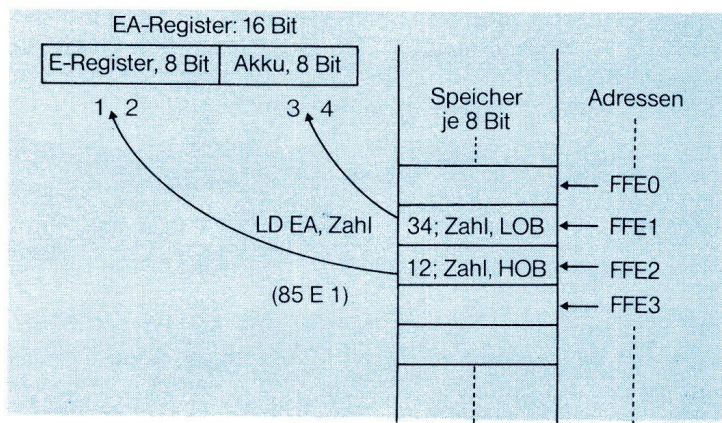 EA-Register: 16 Bit
E-Register, 8 Bit
Akku, 8 Bit
1 2
3 4
Speicher
je 8 Bit
Adressen
FFE0
LD EA, Zahl
34; Zahl, LOB
FFE1
12; Zahl, HOB
FFE2
(85 E 1)
FFE3